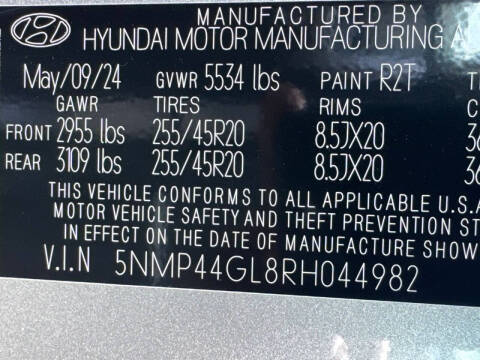 MANUFACTURED BY
HYUNDAI MOTOR MANUFACTURING
May/09/24 GVWR 5534 lbs PAINT R2T
GAWR TIRES RIMS
FRONT 2955 lbs 255/45R20 8.5JX20
REAR 3109 lbs 255/45R20 8.5JX20
THIS VEHICLE CONFORMS TO ALL APPLICABLE U.S.A
MOTOR VEHICLE SAFETY AND THEFT PREVENTION
IN EFFECT ON THE DATE OF MANUFACTURE
V.I.N 5NMP44GL8RH044982